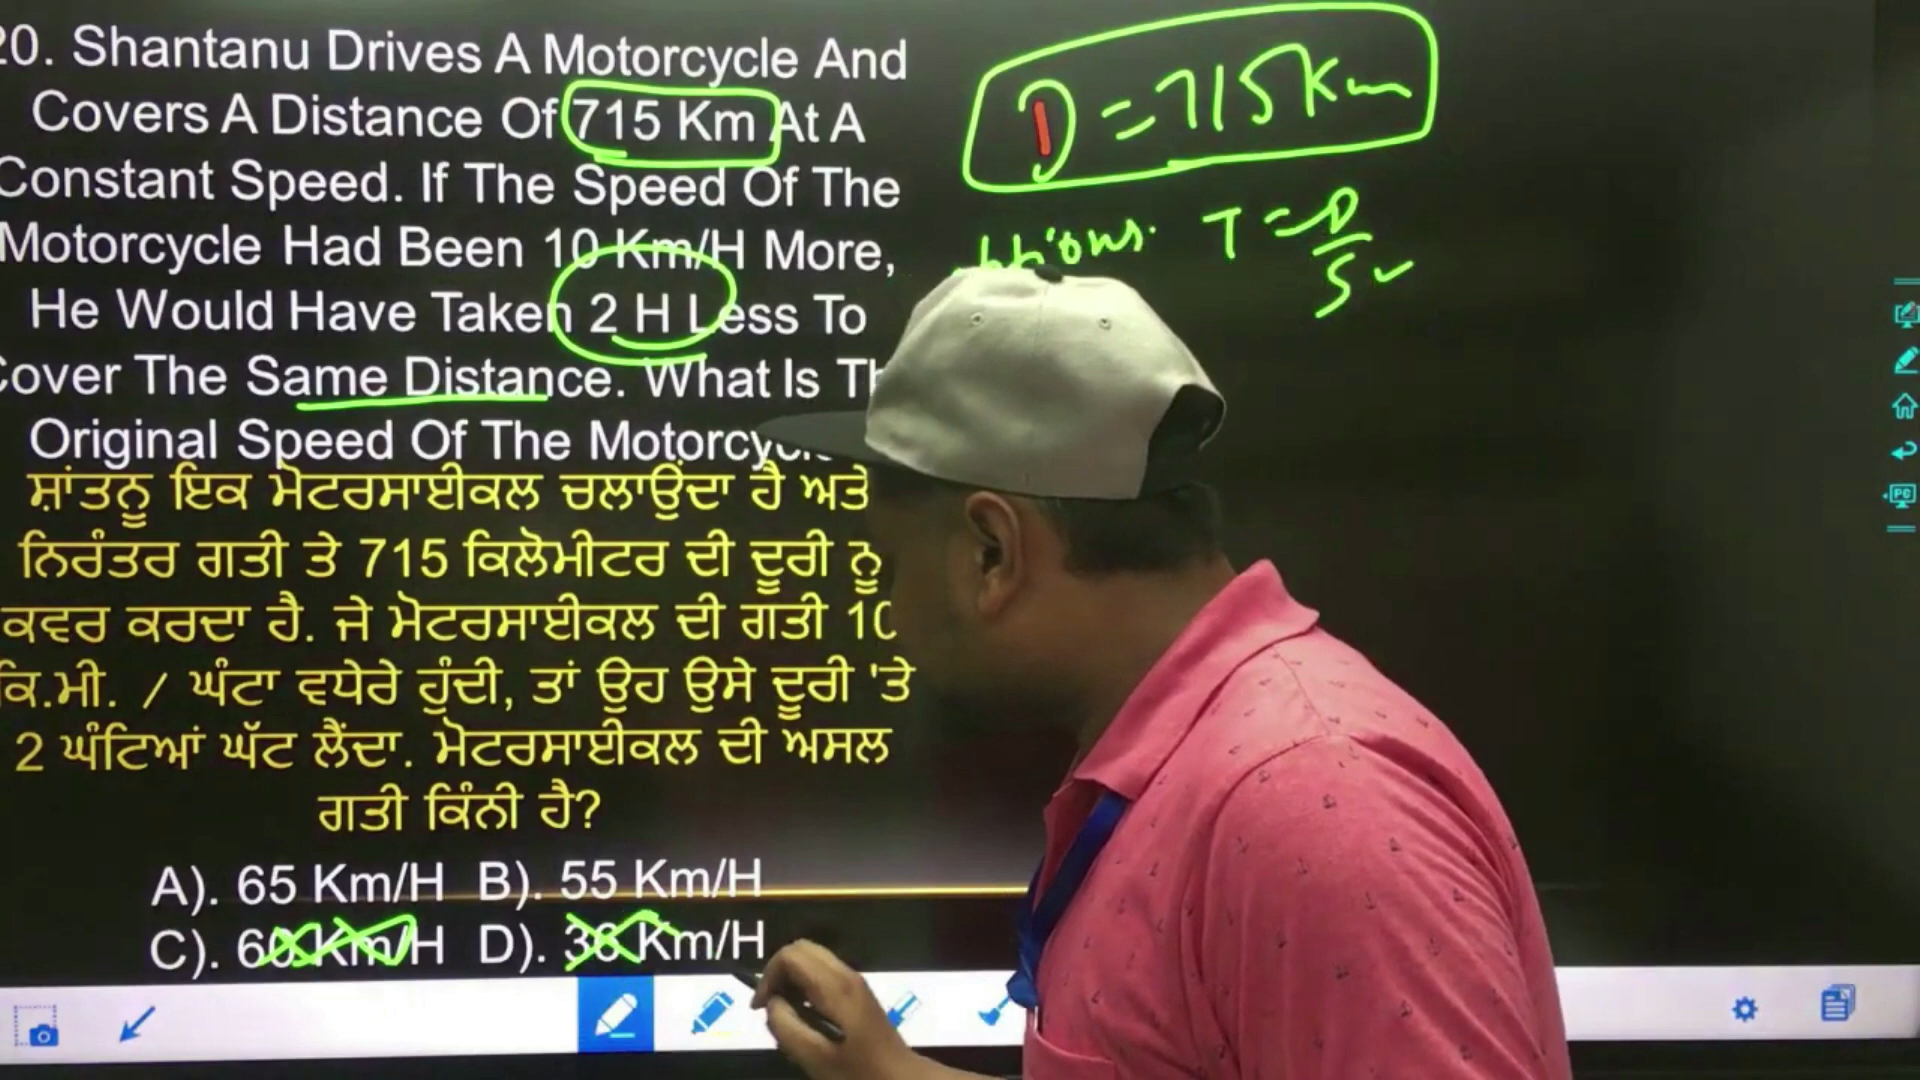 20. Shantanu Drives A Motorcycle And
Covers A Distance Of 715 Km At A
Constant Speed. If The Speed Of The
Motorcycle Had Been 10 Km/H More,
He Would Have Taken 2 H Less To
Cover The Same Distance. What Is
Original Speed Of The
ਸ਼ਾਂਤਨੂ ਇਕ ਮੋਟਰਸਾਈਕਲ ਚਲਾਉਂਦਾ ਹੈ ਅਤੇ
ਨਿਰੰਤਰ ਗਤੀ ਤੇ 715 ਕਿਲੋਮੀਟਰ ਦੀ ਦੂਰੀ ਨੂ
ਕਵਰ ਕਰਦਾ ਹੈ. ਜੇ ਮੋਟਰਸਾਈਕਲ ਦੀ ਗਤੀ 10
ਕਿ.ਮੀ. / ਘੰਟਾ ਵਧੇਰੇ ਹੁੰਦੀ, ਤਾਂ ਉਹ ਉਸੇ ਦੂਰੀ 'ਤੇ
2 ਘੰਟਿਆਂ ਘੱਟ ਲੈਂਦਾ. ਮੋਟਰਸਾਈਕਲ ਦੀ ਅਸਲ
ਗਤੀ ਕਿੰਨੀ ਹੈ?
A). 65 Km/H B). 55 Km/H
C). 60 Km/H D). 36 Km/H
D = 715 Km
T = D/S
PC